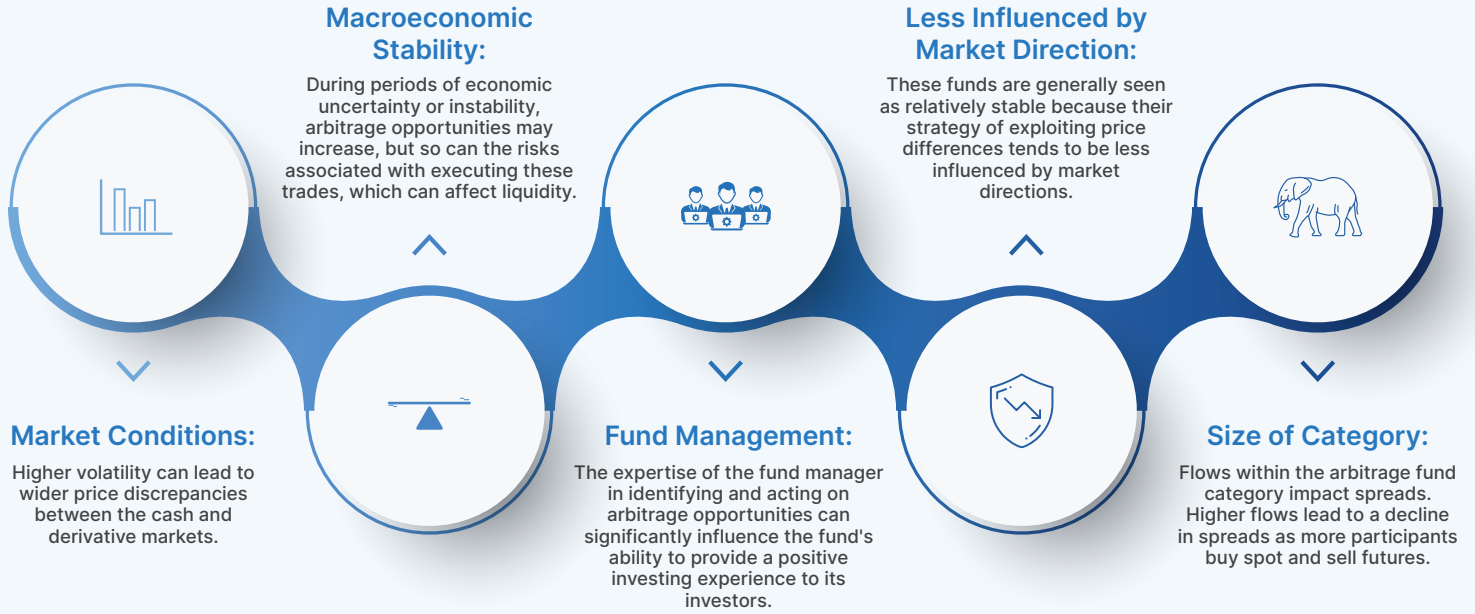 Market Conditions:
Higher volatility can lead to
wider price discrepancies
between the cash and
derivative markets.
Macroeconomic
Stability:
During periods of economic
uncertainty or instability,
arbitrage opportunities may
increase, but so can the risks
associated with executing these
trades, which can affect liquidity.
Fund Management:
The expertise of the fund manager
in identifying and acting on
arbitrage opportunities can
significantly influence the fund's
ability to provide a positive
investing experience to its
investors.
Less Influenced by
Market Direction:
These funds are generally seen
as relatively stable because their
strategy of exploiting price
differences tends to be less
influenced by market
directions.
Size of Category:
Flows within the arbitrage fund
category impact spreads.
Higher flows lead to a decline
in spreads as more participants
buy spot and sell futures.